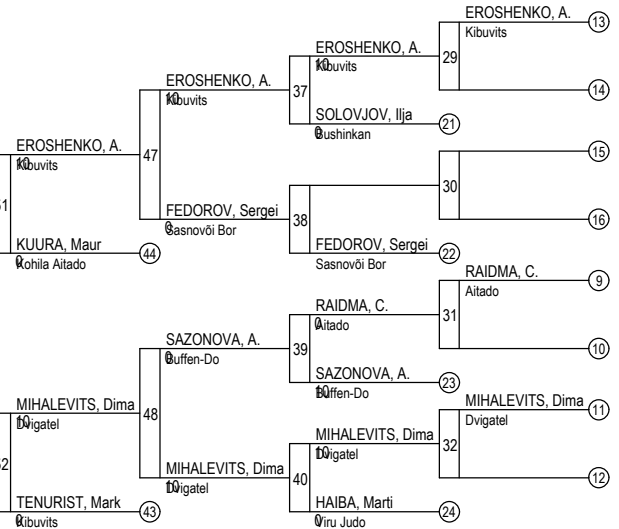 EROSHENKO, A.
Kibuvits
13
29
14
EROSHENKO, A.
10
Kibuvits
37
SOLOVJOV, Ilja
0
Bushinkan
21
EROSHENKO, A.
10
Kibuvits
47
15
30
16
EROSHENKO, A.
10
Kibuvits
FEDOROV, Sergei
0
Sasnovõi Bor
38
FEDOROV, Sergei
Sasnovõi Bor
22
KUURA, Maur
0
Kohila Aitado
44
RAIDMA, C.
Aitado
9
31
10
RAIDMA, C.
0
Aitado
39
SAZONOVA, A.
10
Buffen-Do
23
SAZONOVA, A.
0
Buffen-Do
48
MIHALEVITS, Dima
Dvigatel
11
32
12
MIHALEVITS, Dima
10
Dvigatel
MIHALEVITS, Dima
10
Dvigatel
40
MIHALEVITS, Dima
10
Dvigatel
HAIBA, Marti
0
Viru Judo
24
TENURIST, Mark
0
Kibuvits
43